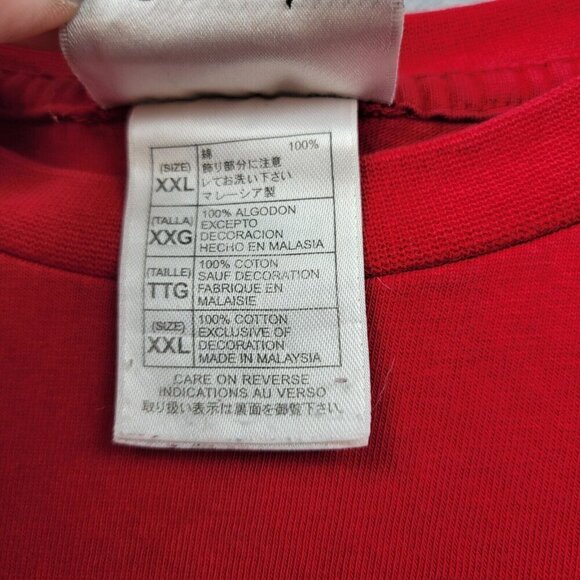 (SIZE)
XXL
綿 100%
飾り部分に注意
してお洗い下さい
マレーシア製
(TALLA)
XXG
100% ALGODON
EXCEPTO
DECORACION
HECHO EN MALASIA
(TAILLE)
TTG
100% COTON
SAUF DECORATION
FABRIQUE EN
MALAISIE
(SIZE)
XXL
100% COTTON
EXCLUSIVE OF
DECORATION
MADE IN MALAYSIA
CARE ON REVERSE
INDICATIONS AU VERSO
取り扱い表示は裏面を御覧下さい。